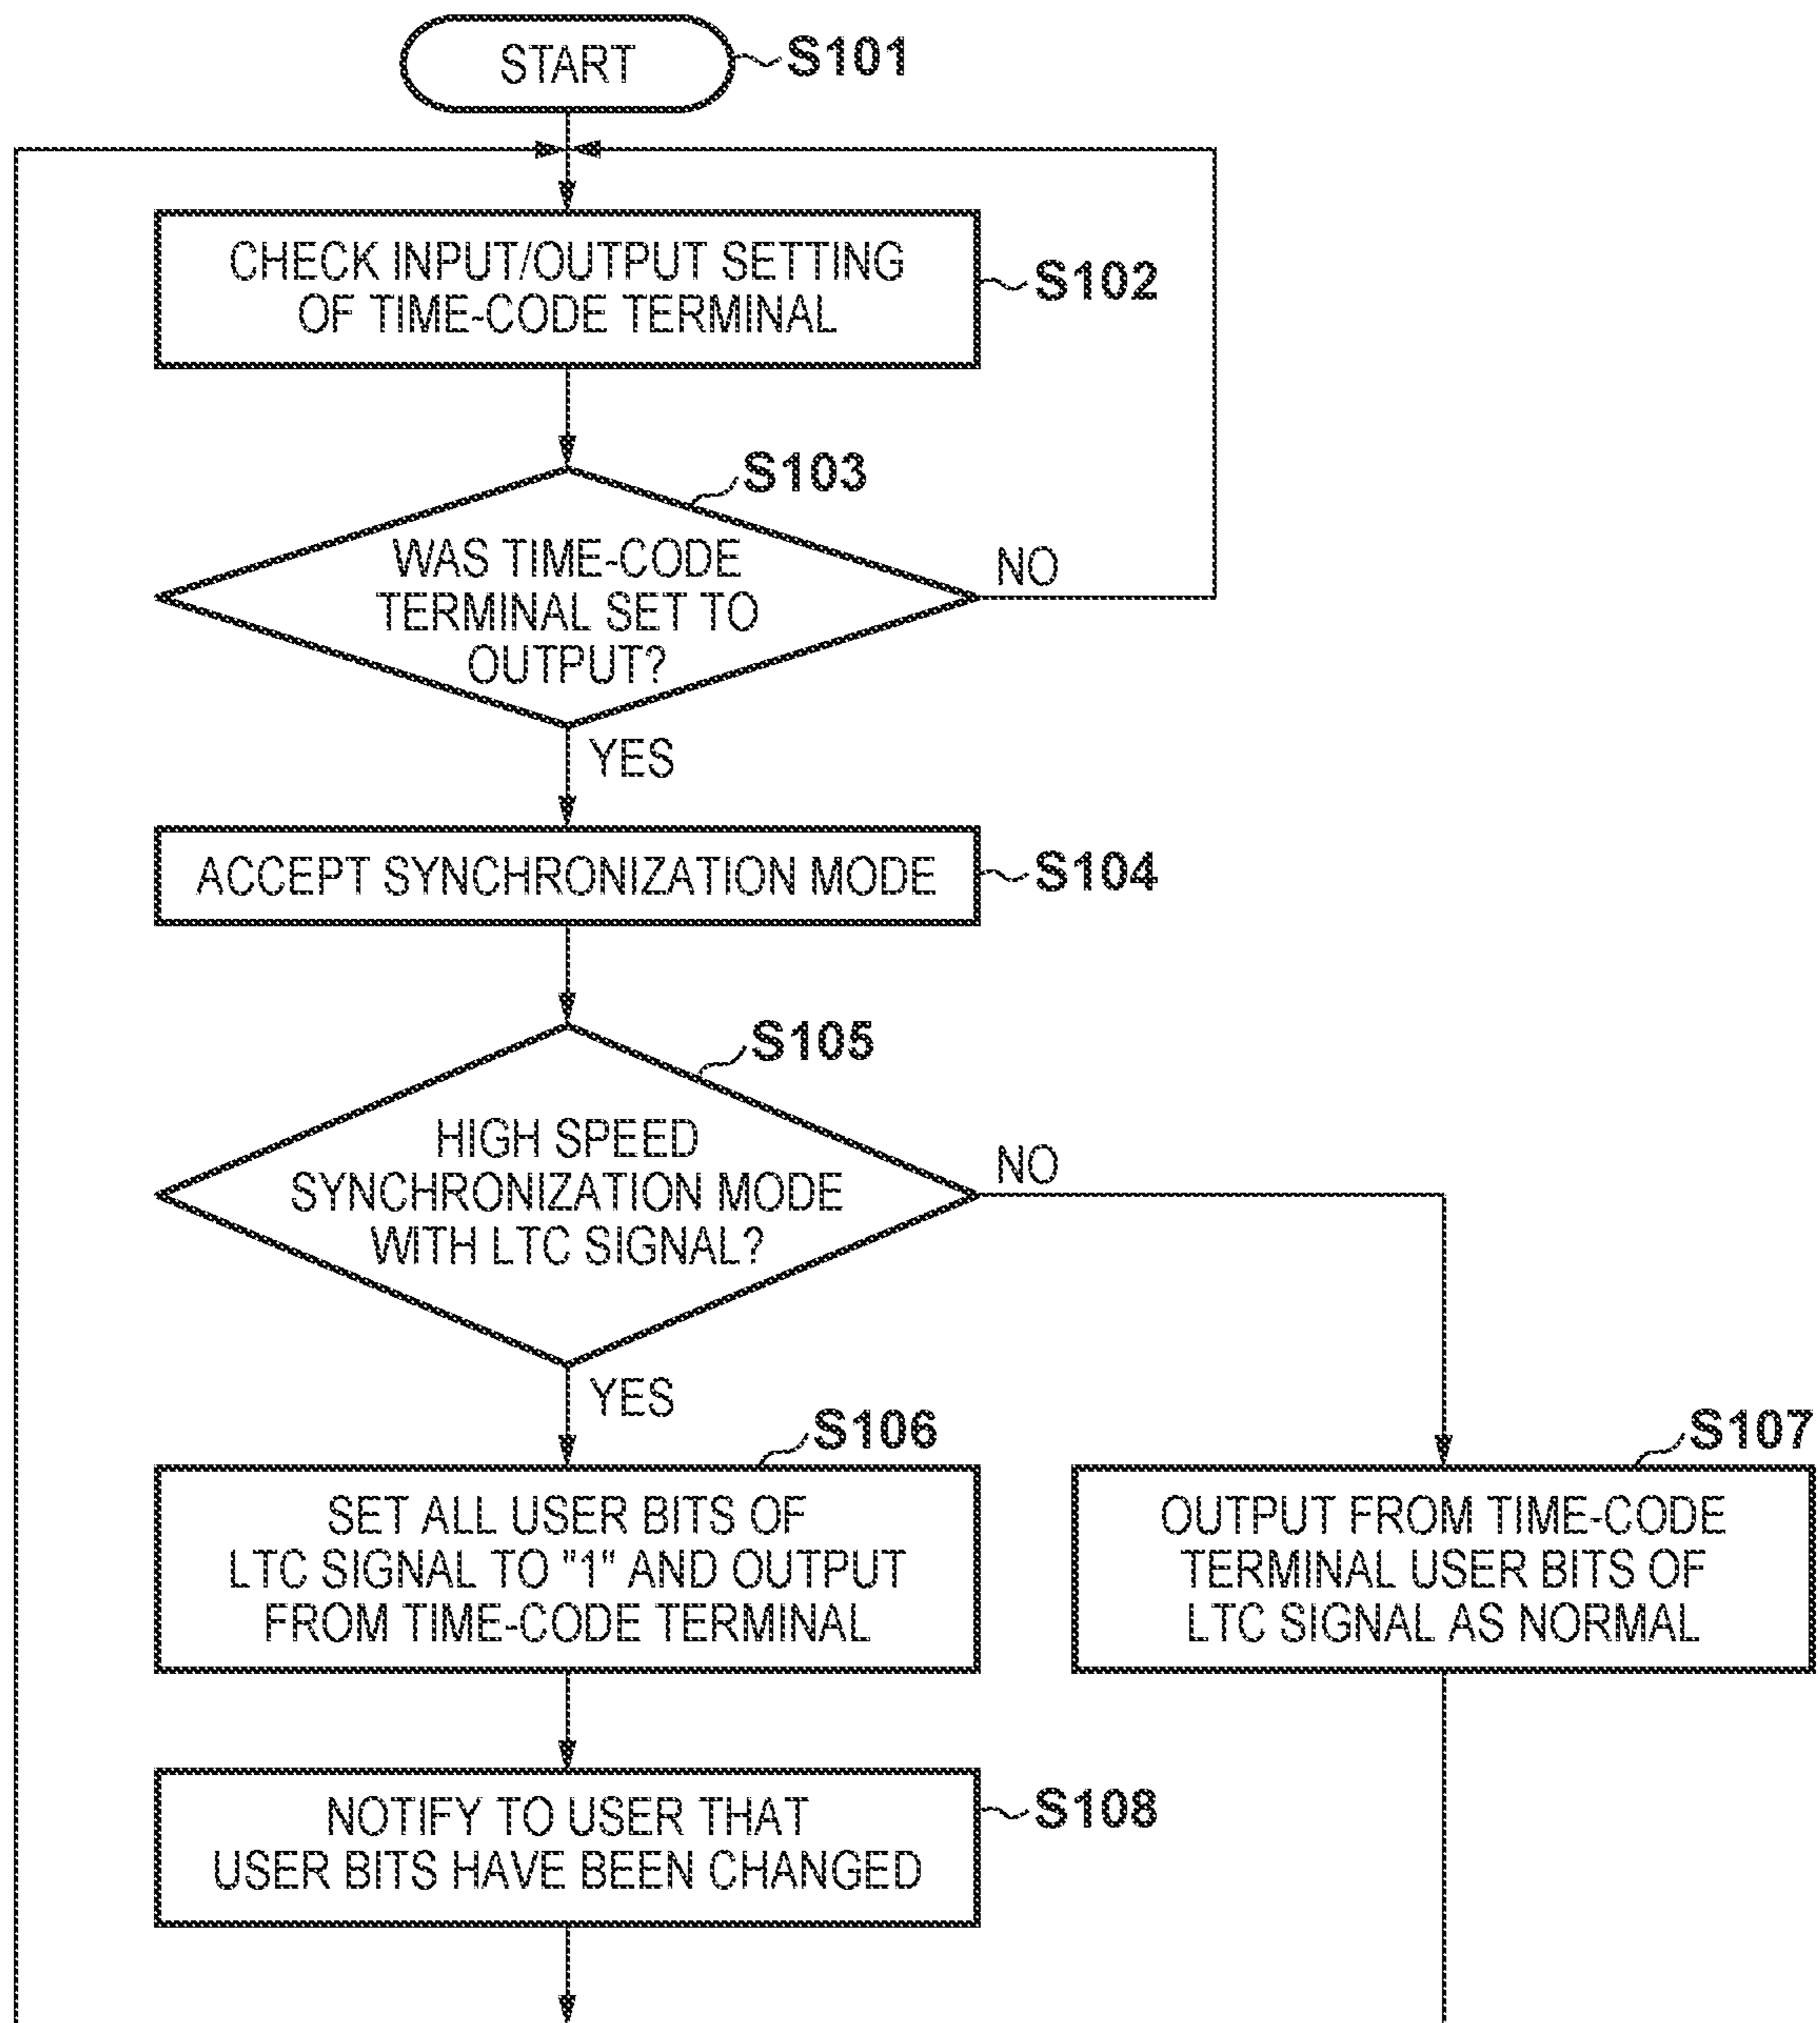 START
S101
CHECK INPUT/OUTPUT SETTING
OF TIME-CODE TERMINAL
S102
S103
WAS TIME-CODE
TERMINAL SET TO
OUTPUT?
NO
YES
ACCEPT SYNCHRONIZATION MODE
S104
S105
HIGH SPEED
SYNCHRONIZATION MODE
WITH LTC SIGNAL?
NO
YES
S106
SET ALL USER BITS OF
LTC SIGNAL TO "1" AND OUTPUT
FROM TIME-CODE TERMINAL
S107
OUTPUT FROM TIME-CODE
TERMINAL USER BITS OF
LTC SIGNAL AS NORMAL
NOTIFY TO USER THAT
USER BITS HAVE BEEN CHANGED
S108